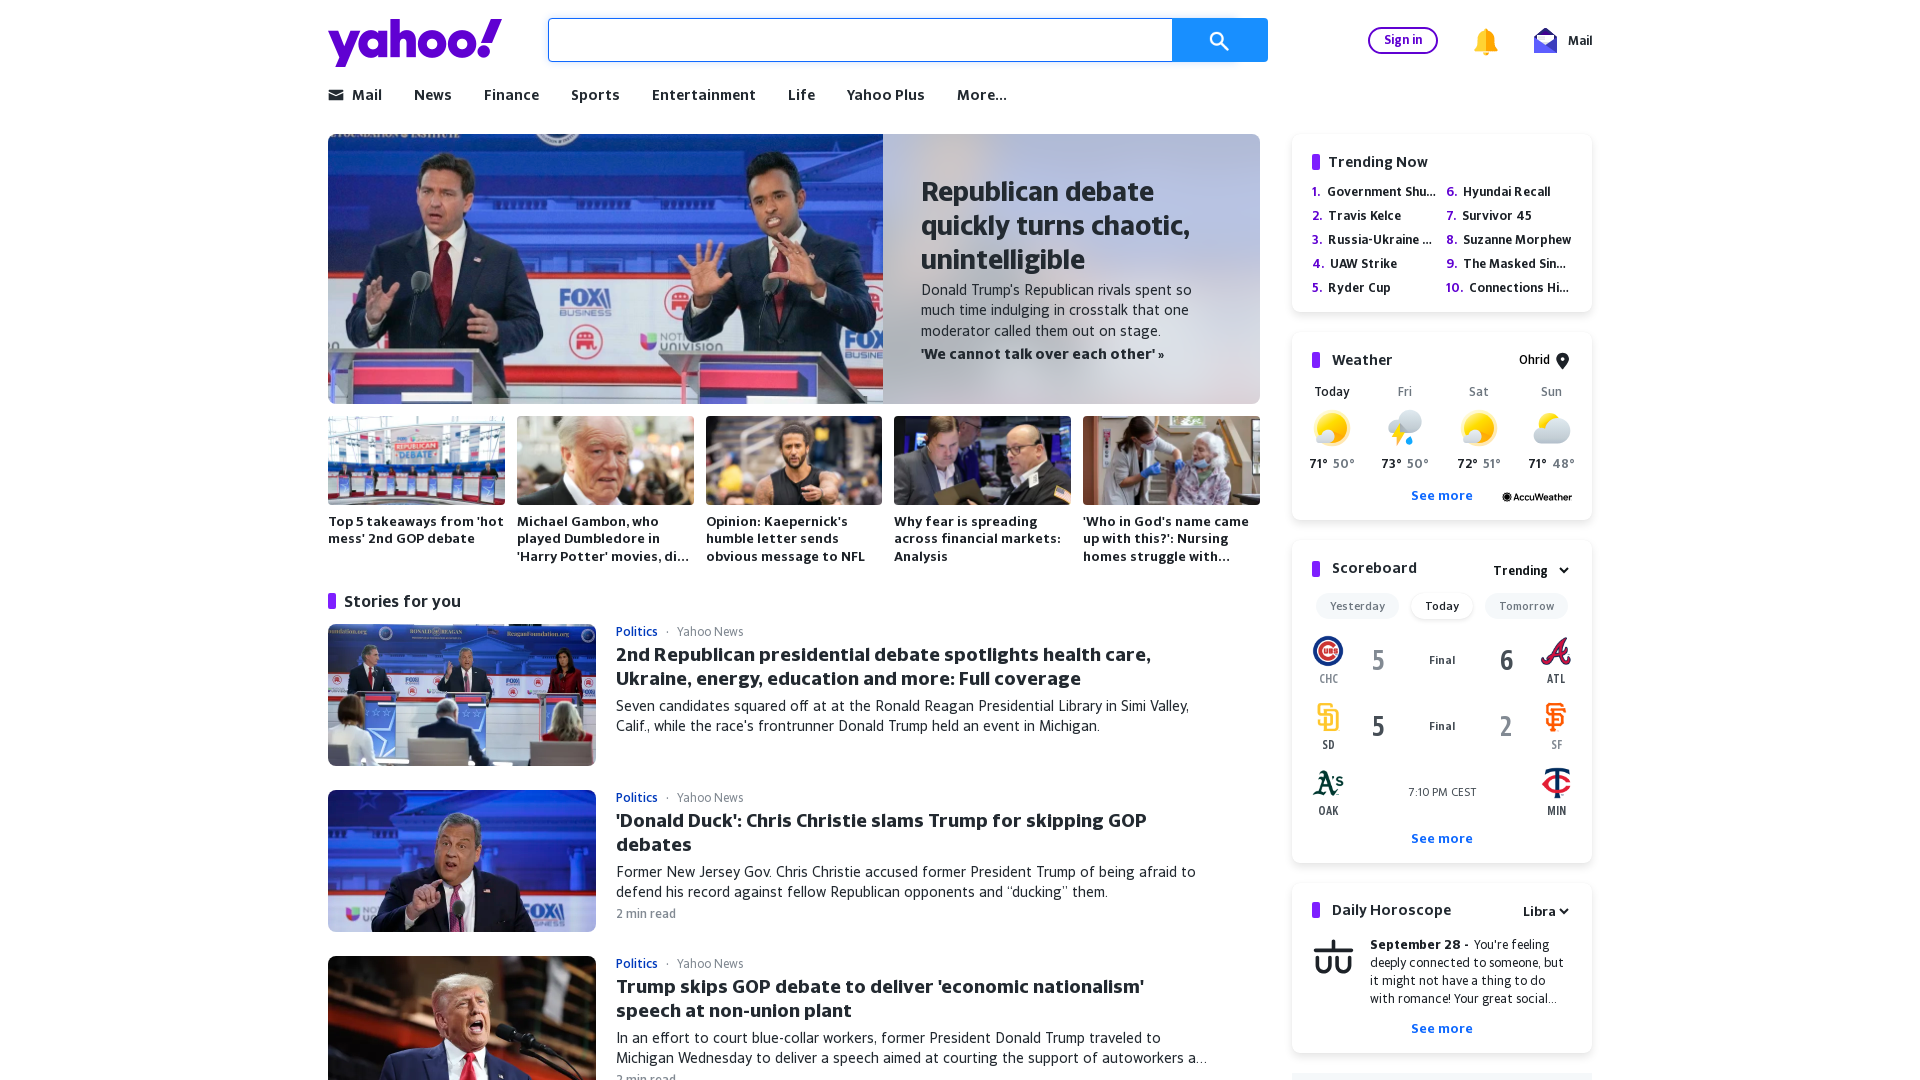 yahoo!
Sign in
Mail
Mail
News
Finance
Sports
Entertainment
Life
Yahoo Plus
More...
FOX
BUSINESS
UNIVISION
Republican debate
quickly turns chaotic,
unintelligible
Donald Trump's Republican rivals spent so
much time indulging in crosstalk that one
moderator called them out on stage.
'We cannot talk over each other' »
Top 5 takeaways from 'hot
mess' 2nd GOP debate
Michael Gambon, who
played Dumbledore in
'Harry Potter' movies, di...
Opinion: Kaepernick's
humble letter sends
obvious message to NFL
Why fear is spreading
across financial markets:
Analysis
'Who in God's name came
up with this?': Nursing
homes struggle with...
Stories for you
Politics · Yahoo News
2nd Republican presidential debate spotlights health care,
Ukraine, energy, education and more: Full coverage
Seven candidates squared off at at the Ronald Reagan Presidential Library in Simi Valley,
Calif., while the race's frontrunner Donald Trump held an event in Michigan.
Politics · Yahoo News
'Donald Duck': Chris Christie slams Trump for skipping GOP
debates
Former New Jersey Gov. Chris Christie accused former President Trump of being afraid to
defend his record against fellow Republican opponents and “ducking” them.
2 min read
Politics · Yahoo News
Trump skips GOP debate to deliver 'economic nationalism'
speech at non-union plant
In an effort to court blue-collar workers, former President Donald Trump traveled to
Michigan Wednesday to deliver a speech aimed at courting the support of autoworkers a...
2 min read
Trending Now
1. Government Shu...
2. Travis Kelce
3. Russia-Ukraine ...
4. UAW Strike
5. Ryder Cup
6. Hyundai Recall
7. Survivor 45
8. Suzanne Morphew
9. The Masked Sin...
10. Connections Hi...
Weather
Ohrid
Today Fri Sat Sun
71° 50° 73° 50° 72° 51° 71° 48°
See more
AccuWeather
Scoreboard
Trending
Yesterday Today Tomorrow
CHC 5 Final 6 ATL
SD 5 Final 2 SF
OAK 7:10 PM CEST MIN
See more
Daily Horoscope
Libra
September 28 - You're feeling
deeply connected to someone, but
it might not have a thing to do
with romance! Your great social...
See more